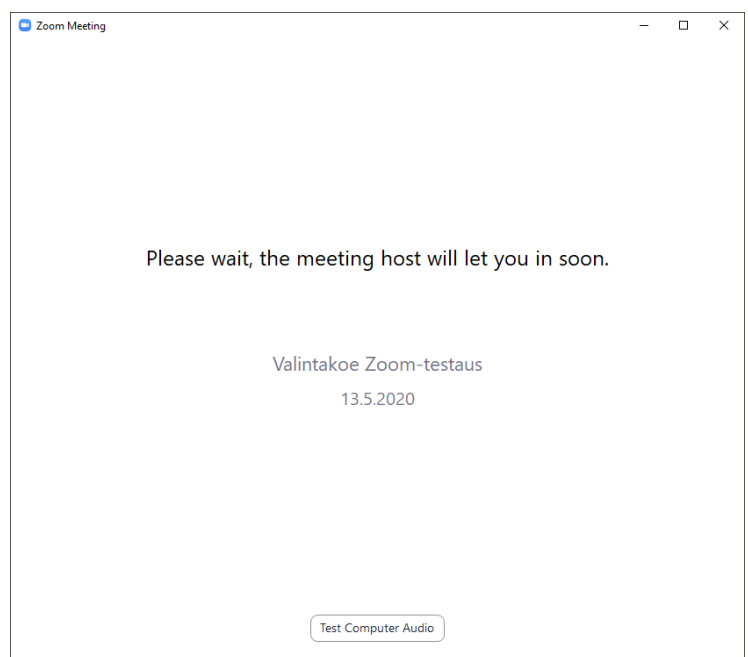 Zoom Meeting
Please wait, the meeting host will let you in soon.
Valintakoe Zoom-testaus
13.5.2020
Test Computer Audio